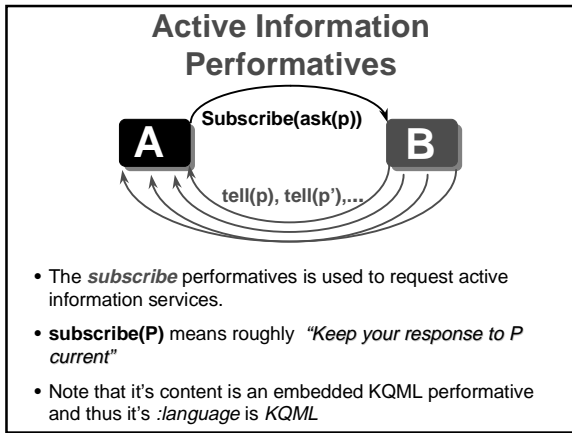 Active Information
Performatives
Subscribe(ask(p))
A
B
tell(p), tell(p'),...
• The subscribe performatives is used to request active
information services.
• subscribe(P) means roughly “Keep your response to P
current”
• Note that it’s content is an embedded KQML performative
and thus it’s :language is KQML